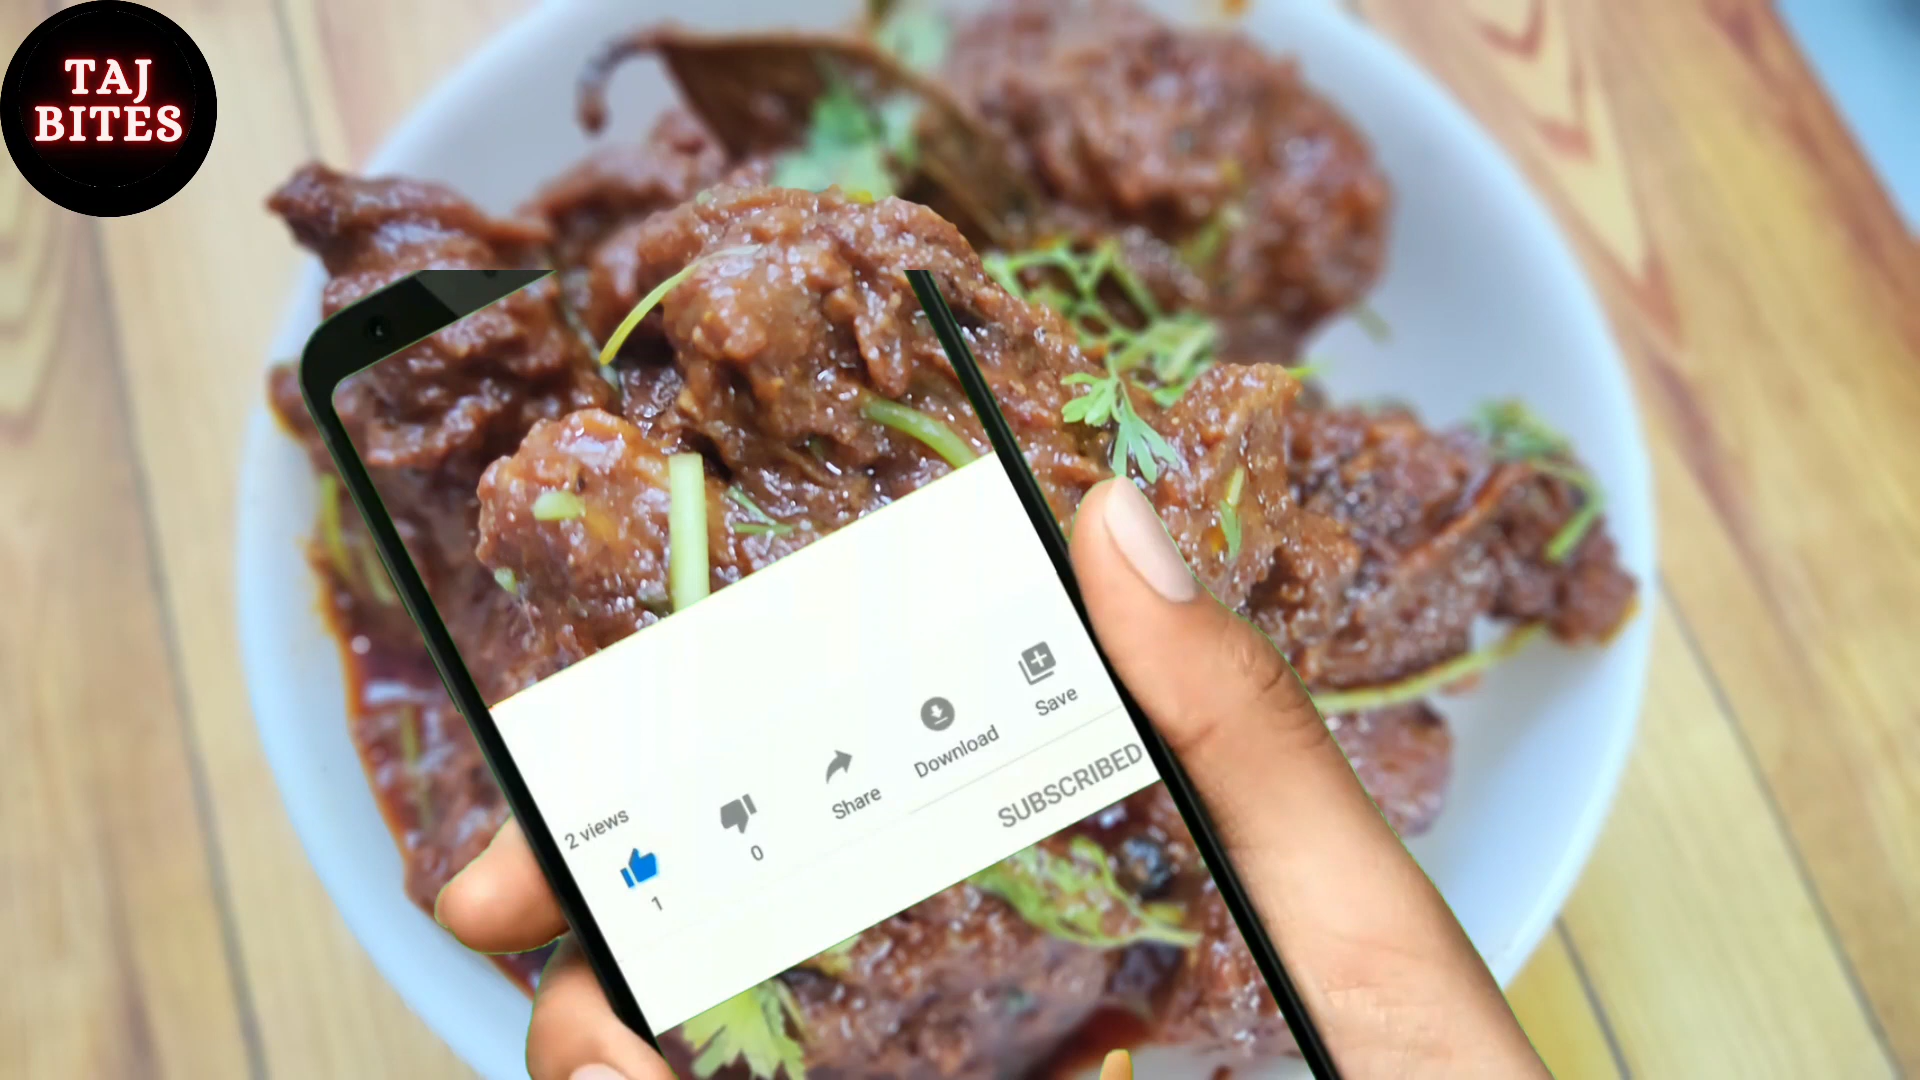 TAJ
BITES
Save
Download
Share
SUBSCRIBED
2 views
0
1